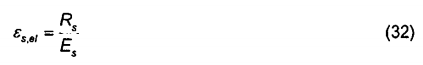 ε_{s,el} = R_s / E_s (32)